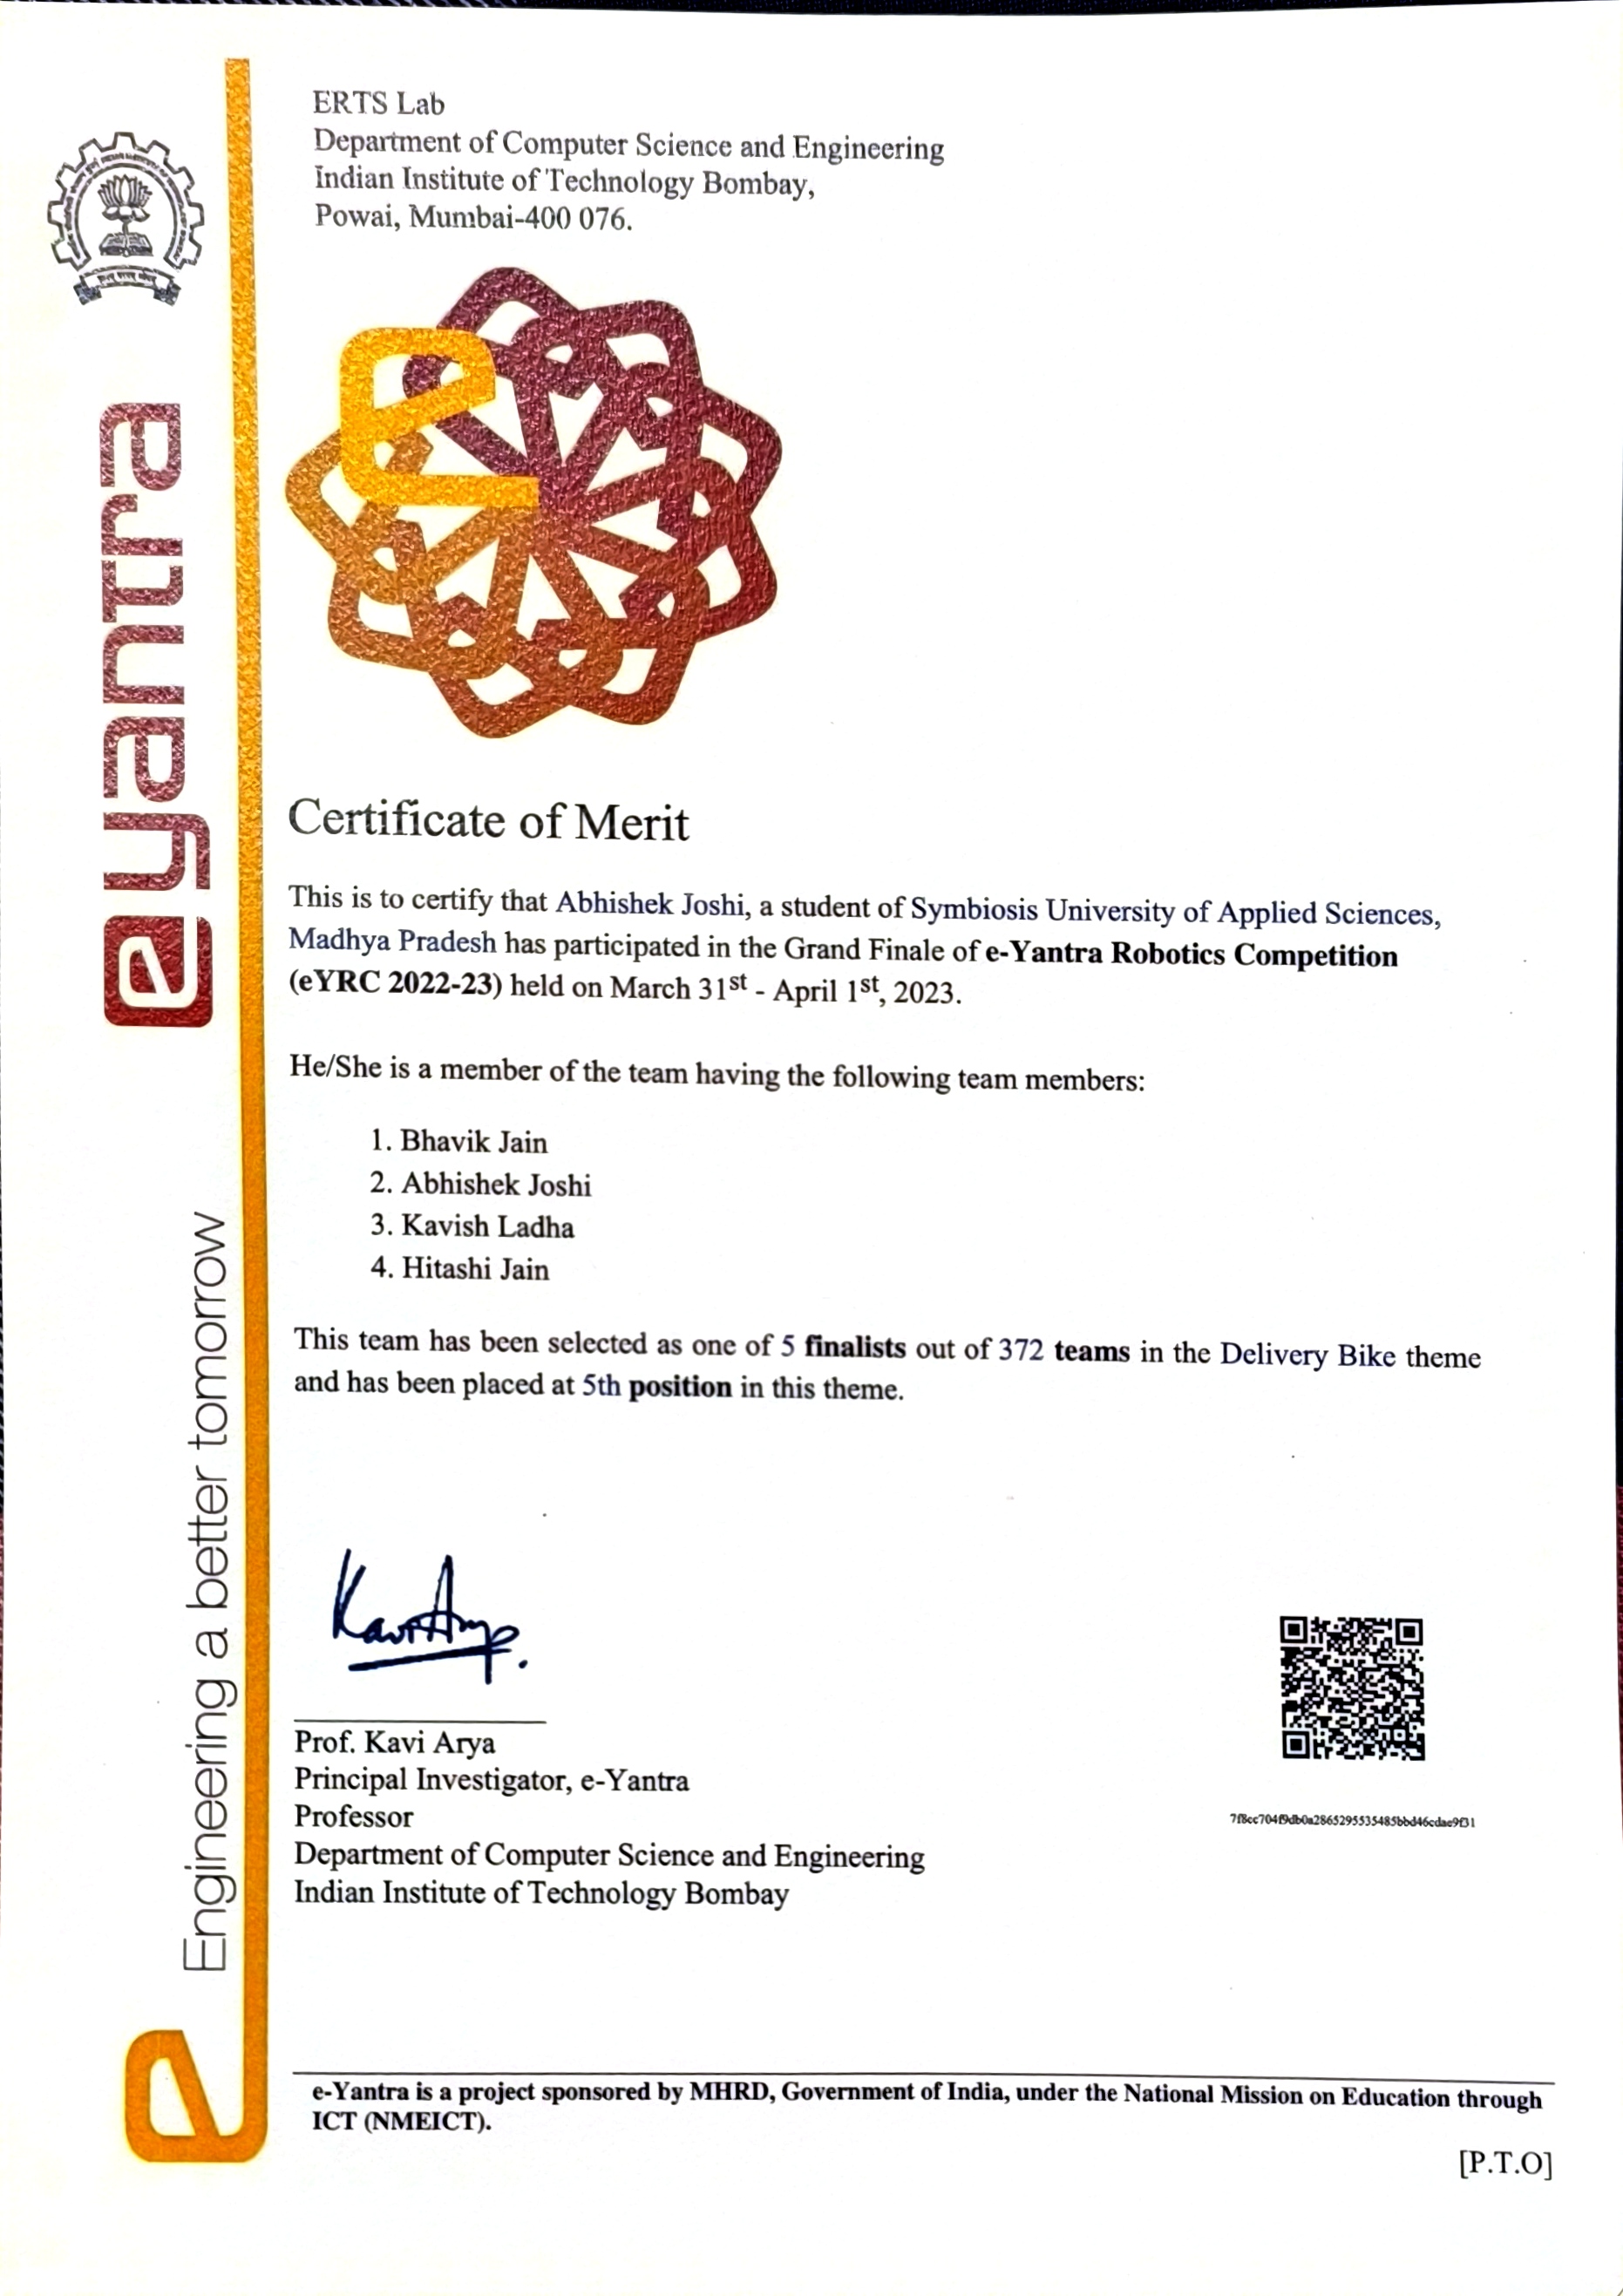 ERTS Lab
Department of Computer Science and Engineering
Indian Institute of Technology Bombay,
Powai, Mumbai-400 076.
eyantra
Engineering a better tomorrow
Certificate of Merit
This is to certify that Abhishek Joshi, a student of Symbiosis University of Applied Sciences,
Madhya Pradesh has participated in the Grand Finale of e-Yantra Robotics Competition
(eYRC 2022-23) held on March 31st - April 1st, 2023.
He/She is a member of the team having the following team members:
1. Bhavik Jain
2. Abhishek Joshi
3. Kavish Ladha
4. Hitashi Jain
This team has been selected as one of 5 finalists out of 372 teams in the Delivery Bike theme
and has been placed at 5th position in this theme.
Kavi Arya
Prof. Kavi Arya
Principal Investigator, e-Yantra
Professor
Department of Computer Science and Engineering
Indian Institute of Technology Bombay
e-Yantra is a project sponsored by MHRD, Government of India, under the National Mission on Education through
ICT (NMEICT).
[P.T.O]